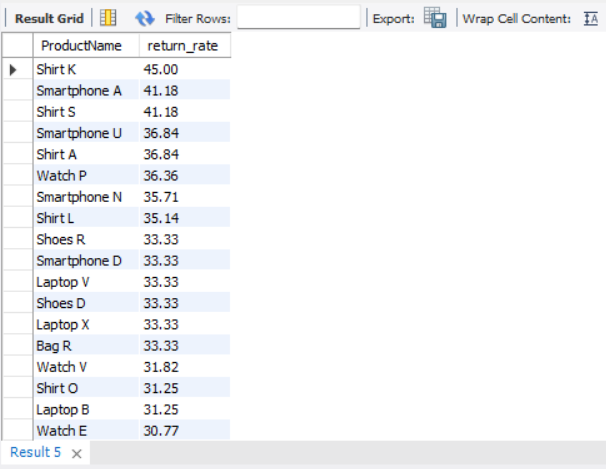 Result Grid Filter Rows: Export: Wrap Cell Content:
ProductName return_rate
Shirt K 45.00
Smartphone A 41.18
Shirt S 41.18
Smartphone U 36.84
Shirt A 36.84
Watch P 36.36
Smartphone N 35.71
Shirt L 35.14
Shoes R 33.33
Smartphone D 33.33
Laptop V 33.33
Shoes D 33.33
Laptop X 33.33
Bag R 33.33
Watch V 31.82
Shirt O 31.25
Laptop B 31.25
Watch E 30.77
Result 5 ×